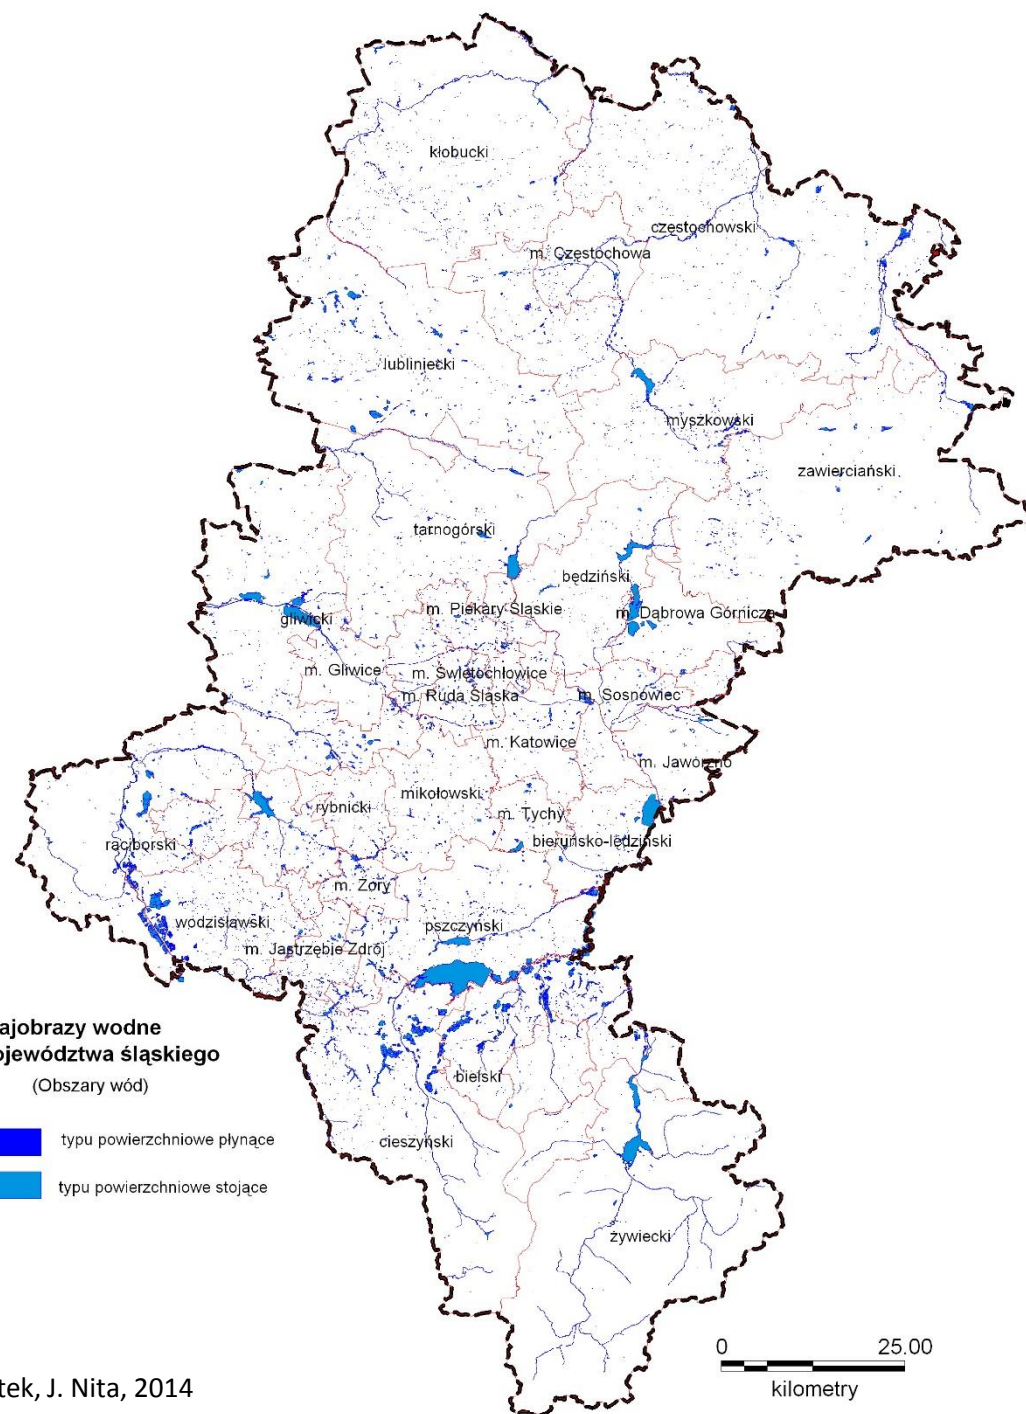 kłobucki
częstochowski
m. Częstochowa
lubliniecki
myszkowski
zawierciański
tarnogórski
będziński
m. Piekary Śląskie
m. Dąbrowa Górnicza
gliwicki
m. Gliwice
m. Świętochłowice
m. Ruda Śląska
m. Sosnowiec
m. Katowice
m. Jaworzno
rybnicki
mikołowski
m. Tychy
raciborski
bieruńsko-lędziński
m. Żory
wodzisławski
pszczyński
m. Jastrzębie Zdrój
ajobrazy wodne
ojewództwa śląskiego
(Obszary wód)
bielski
typu powierzchniowe płynące
cieszyński
typu powierzchniowe stojące
żywiecki
0 25.00
kilometry
tek, J. Nita, 2014